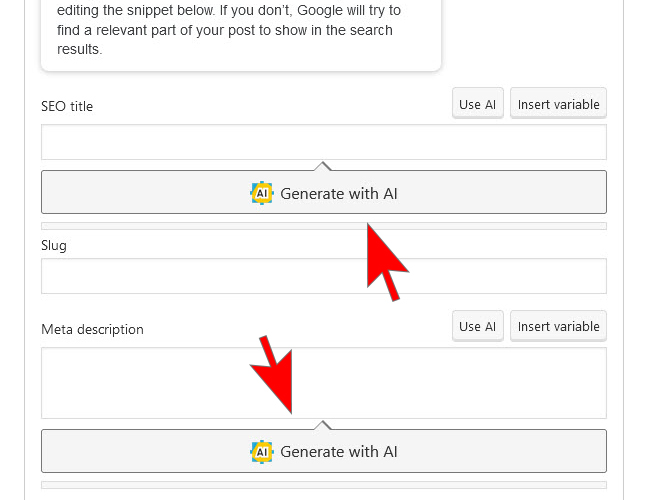 editing the snippet below. If you don't, Google will try to
find a relevant part of your post to show in the search
results.
SEO title
Use AI
Insert variable
AI Generate with AI
Slug
Meta description
Use AI
Insert variable
AI Generate with AI